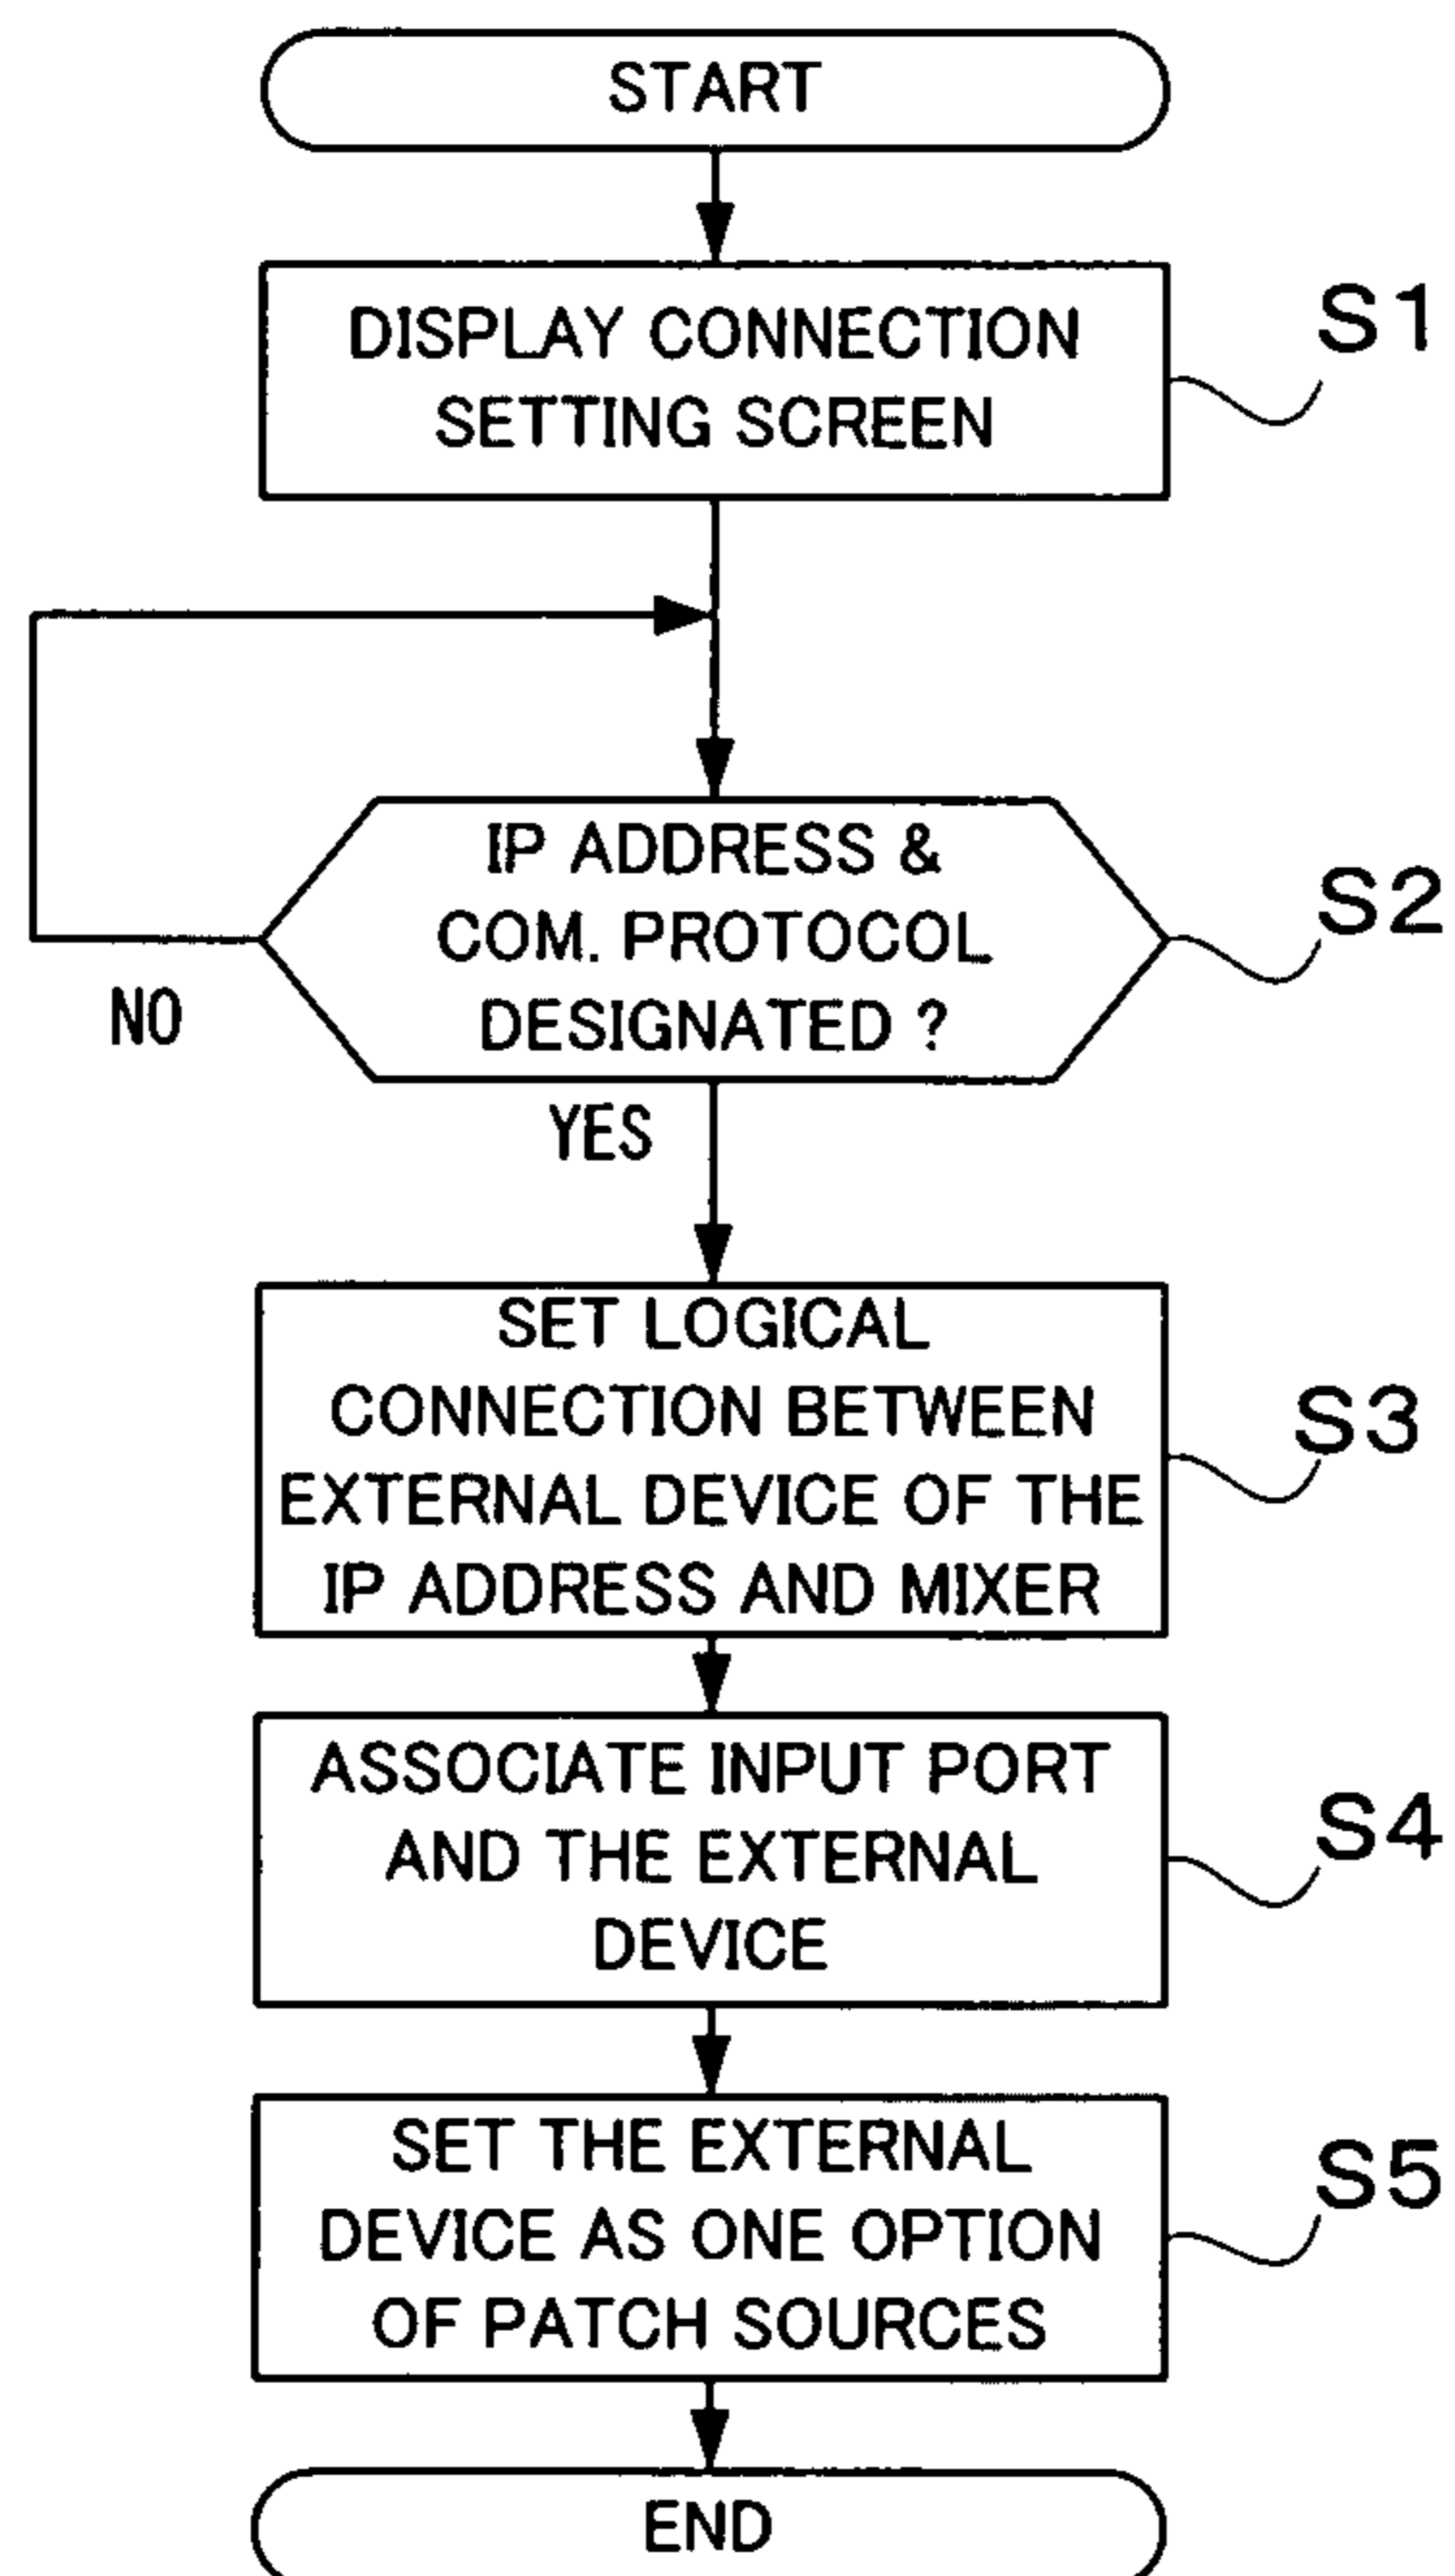 START
DISPLAY CONNECTION
SETTING SCREEN
S1
IP ADDRESS &
COM. PROTOCOL
DESIGNATED ?
S2
NO
YES
SET LOGICAL
CONNECTION BETWEEN
EXTERNAL DEVICE OF THE
IP ADDRESS AND MIXER
S3
ASSOCIATE INPUT PORT
AND THE EXTERNAL
DEVICE
S4
SET THE EXTERNAL
DEVICE AS ONE OPTION
OF PATCH SOURCES
S5
END